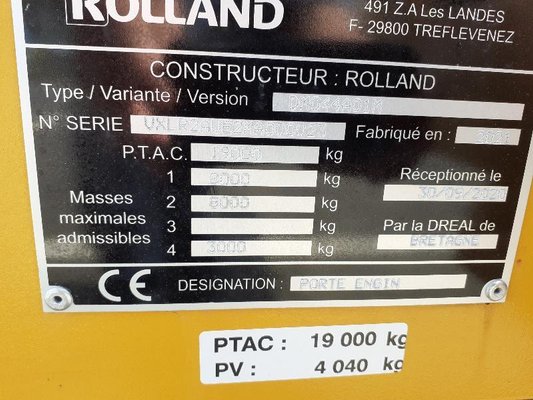 ROLLAND
491 Z.A Les LANDES
F- 29800 TREFLEVENEZ
CONSTRUCTEUR : ROLLAND
Type / Variante / Version
N° SERIE Fabriqué en : 2021
P.T.A.C. 19000 kg
Masses maximales admissibles
1 8000 kg
2 8000 kg
3 kg
4 3000 kg
Réceptionné le
30/09/2020
Par la DREAL de
BRETAGNE
CE DESIGNATION : PORTE ENGIN
PTAC : 19 000 kg
PV : 4 040 kg